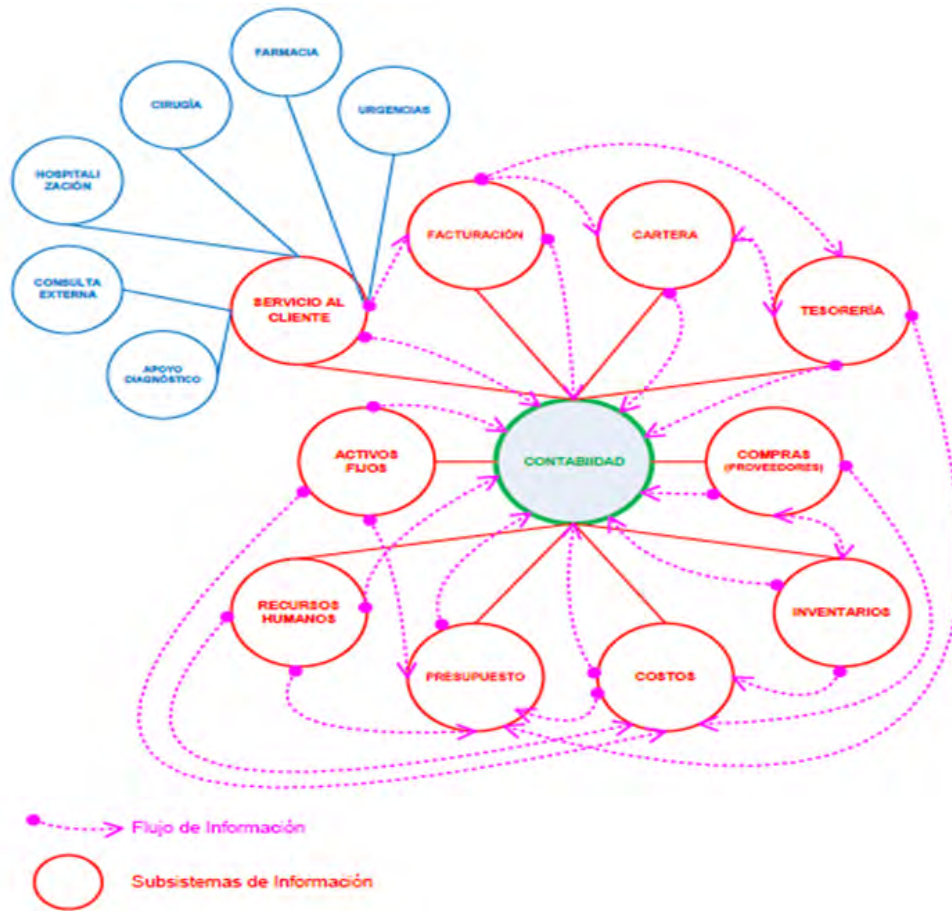 FARMACIA
CIRUGÍA
URGENCIAS
HOSPITALI
ZACIÓN
FACTURACIÓN
CARTERA
CONSULTA
EXTERNA
SERVICIO AL
CLIENTE
TESORERÍA
APOYO
DIAGNÓSTICO
ACTIVOS
FIJOS
CONTABIIDAD
COMPRAS
(PROVEEDORES)
RECURSOS
HUMANOS
INVENTARIOS
PRESUPUESTO
COSTOS
Flujo de Información
Subsistemas de Información